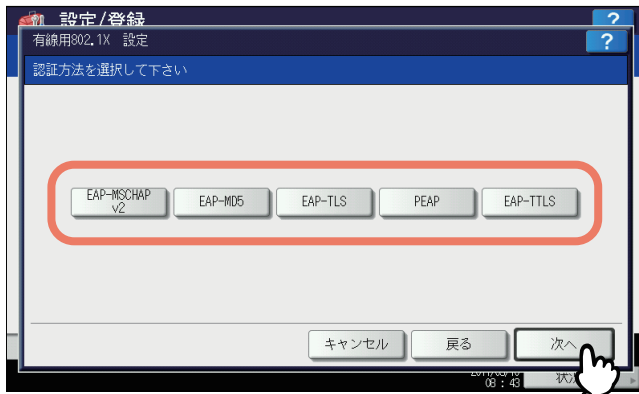 設定/登録
?
有線用802.1X 設定
?
認証方法を選択して下さい
EAP-MSCHAP
v2
EAP-MD5
EAP-TLS
PEAP
EAP-TTLS
キャンセル
戻る
次へ
08:43